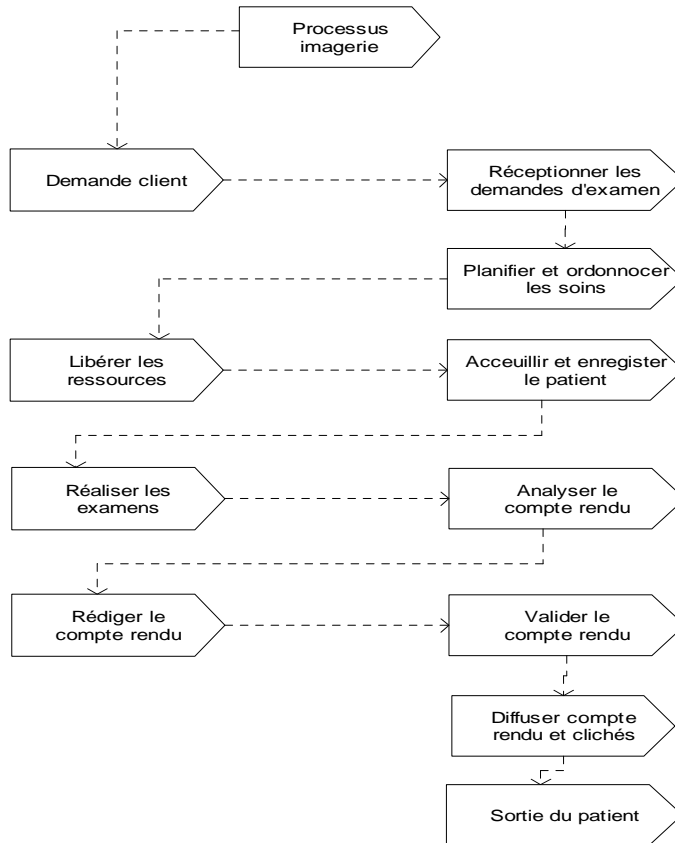 Processus
imagerie
Demande client
Réceptionner les
demandes d'examen
Planifier et ordonnocer
les soins
Libérer les
ressources
Acceuillir et enregister
le patient
Réaliser les
examens
Analyser le
compte rendu
Rédiger le
compte rendu
Valider le
compte rendu
Diffuser compte
rendu et clichés
Sortie du patient